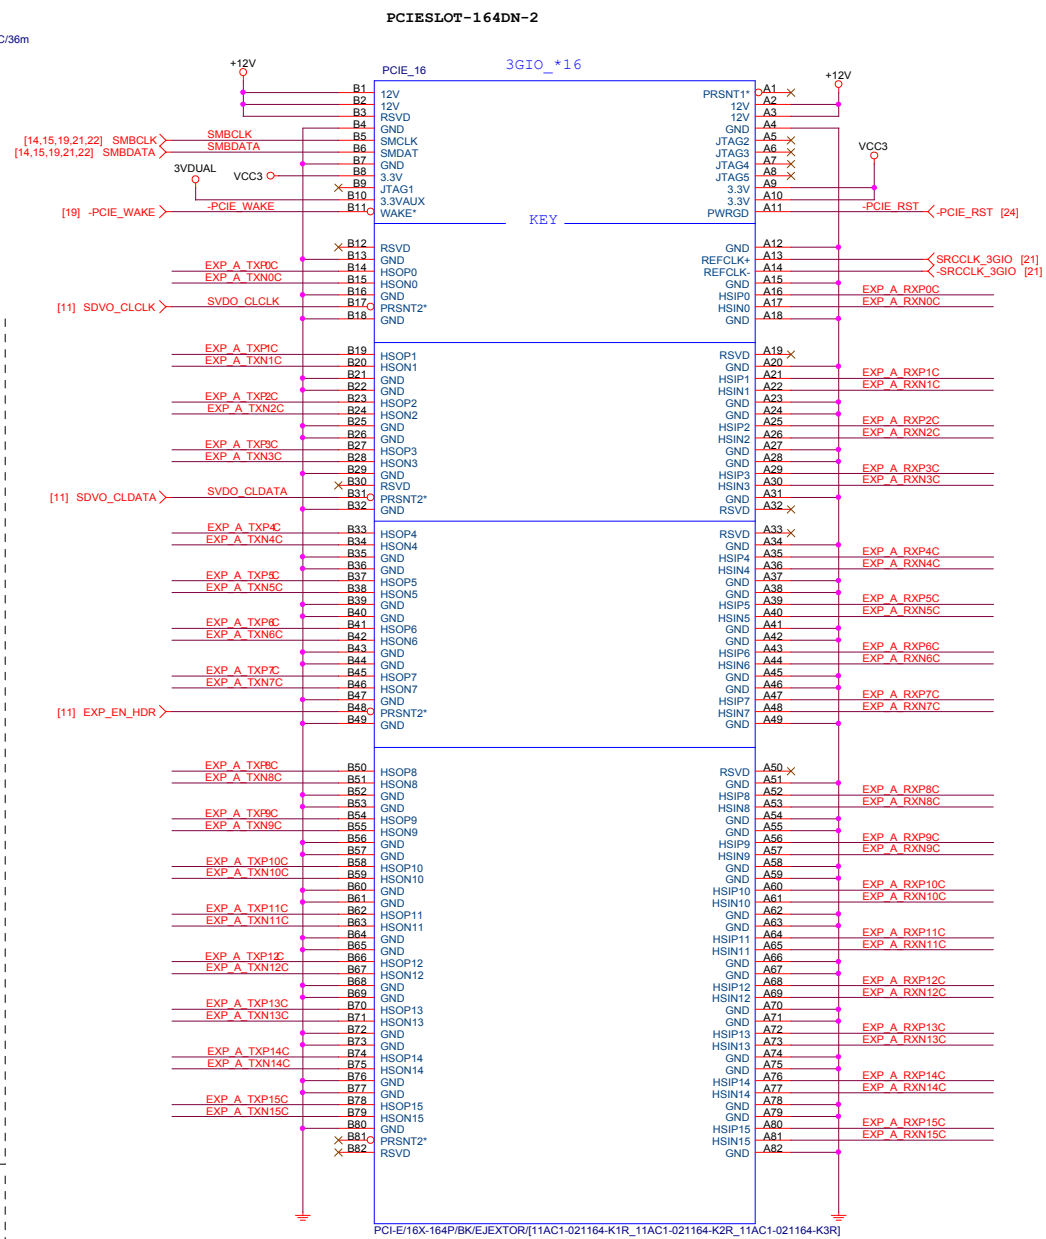 PCIESLOT-164DN-2
C/36m
3GIO_*16
PCIE_16
+12V
+12V
B1 12V PRSNT1* A1
B2 12V 12V A2
B3 RSVD 12V A3
B4 GND GND A4
[14,15,19,21,22] SMBCLK SMBCLK B5 SMCLK JTAG2 A5
[14,15,19,21,22] SMBDATA SMBDATA B6 SMDAT JTAG3 A6
B7 GND JTAG4 A7
VCC3
3VDUAL VCC3 B8 3.3V JTAG5 A8
B9 JTAG1 3.3V A9
B10 3.3VAUX 3.3V A10
[19] -PCIE_WAKE -PCIE_WAKE B11 WAKE* PWRGD A11 -PCIE_RST -PCIE_RST [24]
KEY
B12 RSVD GND A12
B13 GND REFCLK+ A13 SRCCLK_3GIO [21]
EXP_A_TXP0C B14 HSOP0 REFCLK- A14 -SRCCLK_3GIO [21]
EXP_A_TXN0C B15 HSON0 GND A15
B16 GND HSIP0 A16 EXP_A_RXP0C
[11] SDVO_CLCLK SVDO_CLCLK B17 PRSNT2* HSIN0 A17 EXP_A_RXN0C
B18 GND GND A18
EXP_A_TXP1C B19 HSOP1 RSVD A19
EXP_A_TXN1C B20 HSON1 GND A20
B21 GND HSIP1 A21 EXP_A_RXP1C
B22 GND HSIN1 A22 EXP_A_RXN1C
EXP_A_TXP2C B23 HSOP2 GND A23
EXP_A_TXN2C B24 HSON2 GND A24
B25 GND HSIP2 A25 EXP_A_RXP2C
B26 GND HSIN2 A26 EXP_A_RXN2C
EXP_A_TXP3C B27 HSOP3 GND A27
EXP_A_TXN3C B28 HSON3 GND A28
B29 GND HSIP3 A29 EXP_A_RXP3C
B30 RSVD HSIN3 A30 EXP_A_RXN3C
[11] SDVO_CLDATA SVDO_CLDATA B31 PRSNT2* GND A31
B32 GND RSVD A32
EXP_A_TXP4C B33 HSOP4 RSVD A33
EXP_A_TXN4C B34 HSON4 GND A34
B35 GND HSIP4 A35 EXP_A_RXP4C
B36 GND HSIN4 A36 EXP_A_RXN4C
EXP_A_TXP5C B37 HSOP5 GND A37
EXP_A_TXN5C B38 HSON5 GND A38
B39 GND HSIP5 A39 EXP_A_RXP5C
B40 GND HSIN5 A40 EXP_A_RXN5C
EXP_A_TXP6C B41 HSOP6 GND A41
EXP_A_TXN6C B42 HSON6 GND A42
B43 GND HSIP6 A43 EXP_A_RXP6C
B44 GND HSIN6 A44 EXP_A_RXN6C
EXP_A_TXP7C B45 HSOP7 GND A45
EXP_A_TXN7C B46 HSON7 GND A46
B47 GND HSIP7 A47 EXP_A_RXP7C
[11] EXP_EN_HDR B48 PRSNT2* HSIN7 A48 EXP_A_RXN7C
B49 GND GND A49
EXP_A_TXP8C B50 HSOP8 RSVD A50
EXP_A_TXN8C B51 HSON8 GND A51
B52 GND HSIP8 A52 EXP_A_RXP8C
B53 GND HSIN8 A53 EXP_A_RXN8C
EXP_A_TXP9C B54 HSOP9 GND A54
EXP_A_TXN9C B55 HSON9 GND A55
B56 GND HSIP9 A56 EXP_A_RXP9C
B57 GND HSIN9 A57 EXP_A_RXN9C
EXP_A_TXP10C B58 HSOP10 GND A58
EXP_A_TXN10C B59 HSON10 GND A59
B60 GND HSIP10 A60 EXP_A_RXP10C
B61 GND HSIN10 A61 EXP_A_RXN10C
EXP_A_TXP11C B62 HSOP11 GND A62
EXP_A_TXN11C B63 HSON11 GND A63
B64 GND HSIP11 A64 EXP_A_RXP11C
B65 GND HSIN11 A65 EXP_A_RXN11C
EXP_A_TXP12C B66 HSOP12 GND A66
EXP_A_TXN12C B67 HSON12 GND A67
B68 GND HSIP12 A68 EXP_A_RXP12C
B69 GND HSIN12 A69 EXP_A_RXN12C
EXP_A_TXP13C B70 HSOP13 GND A70
EXP_A_TXN13C B71 HSON13 GND A71
B72 GND HSIP13 A72 EXP_A_RXP13C
B73 GND HSIN13 A73 EXP_A_RXN13C
EXP_A_TXP14C B74 HSOP14 GND A74
EXP_A_TXN14C B75 HSON14 GND A75
B76 GND HSIP14 A76 EXP_A_RXP14C
B77 GND HSIN14 A77 EXP_A_RXN14C
EXP_A_TXP15C B78 HSOP15 GND A78
EXP_A_TXN15C B79 HSON15 GND A79
B80 GND HSIP15 A80 EXP_A_RXP15C
B81 PRSNT2* HSIN15 A81 EXP_A_RXN15C
B82 RSVD GND A82
PCI-E/16X-164P/BK/EJEXTOR/[11AC1-021164-K1R_11AC1-021164-K2R_11AC1-021164-K3R]